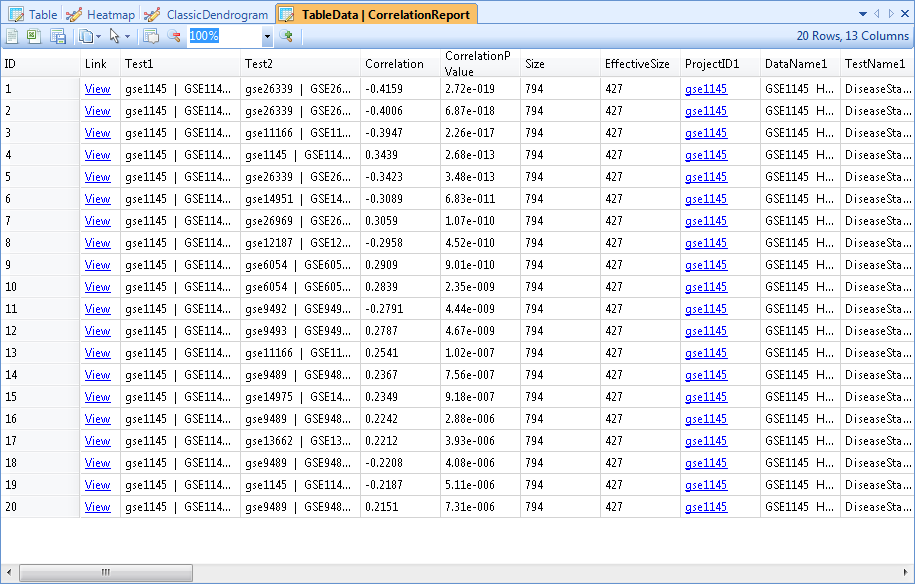 Table Heatmap ClassicDendrogram TableData | CorrelationReport
100% 20 Rows, 13 Columns
ID Link Test1 Test2 Correlation CorrelationP Value Size EffectiveSize ProjectID1 DataName1 TestName1
1 View gse1145 | GSE114... gse26339 | GSE26... -0.4159 2.72e-019 794 427 gse1145 GSE1145 H... DiseaseSta...
2 View gse1145 | GSE114... gse26339 | GSE26... -0.4006 6.87e-018 794 427 gse1145 GSE1145 H... DiseaseSta...
3 View gse1145 | GSE114... gse11166 | GSE11... -0.3947 2.26e-017 794 427 gse1145 GSE1145 H... DiseaseSta...
4 View gse1145 | GSE114... gse1145 | GSE114... 0.3439 2.68e-013 794 427 gse1145 GSE1145 H... DiseaseSta...
5 View gse1145 | GSE114... gse26339 | GSE26... -0.3423 3.48e-013 794 427 gse1145 GSE1145 H... DiseaseSta...
6 View gse1145 | GSE114... gse14951 | GSE14... -0.3089 6.83e-011 794 427 gse1145 GSE1145 H... DiseaseSta...
7 View gse1145 | GSE114... gse26969 | GSE26... 0.3059 1.07e-010 794 427 gse1145 GSE1145 H... DiseaseSta...
8 View gse1145 | GSE114... gse12187 | GSE12... -0.2958 4.52e-010 794 427 gse1145 GSE1145 H... DiseaseSta...
9 View gse1145 | GSE114... gse6054 | GSE605... 0.2909 9.01e-010 794 427 gse1145 GSE1145 H... DiseaseSta...
10 View gse1145 | GSE114... gse6054 | GSE605... 0.2839 2.35e-009 794 427 gse1145 GSE1145 H... DiseaseSta...
11 View gse1145 | GSE114... gse9492 | GSE949... -0.2791 4.44e-009 794 427 gse1145 GSE1145 H... DiseaseSta...
12 View gse1145 | GSE114... gse9493 | GSE949... 0.2787 4.67e-009 794 427 gse1145 GSE1145 H... DiseaseSta...
13 View gse1145 | GSE114... gse11166 | GSE11... 0.2541 1.02e-007 794 427 gse1145 GSE1145 H... DiseaseSta...
14 View gse1145 | GSE114... gse9489 | GSE948... 0.2367 7.56e-007 794 427 gse1145 GSE1145 H... DiseaseSta...
15 View gse1145 | GSE114... gse14975 | GSE14... 0.2349 9.18e-007 794 427 gse1145 GSE1145 H... DiseaseSta...
16 View gse1145 | GSE114... gse9489 | GSE948... 0.2242 2.88e-006 794 427 gse1145 GSE1145 H... DiseaseSta...
17 View gse1145 | GSE114... gse13662 | GSE13... 0.2212 3.93e-006 794 427 gse1145 GSE1145 H... DiseaseSta...
18 View gse1145 | GSE114... gse9489 | GSE948... -0.2208 4.08e-006 794 427 gse1145 GSE1145 H... DiseaseSta...
19 View gse1145 | GSE114... gse1145 | GSE114... -0.2187 5.11e-006 794 427 gse1145 GSE1145 H... DiseaseSta...
20 View gse1145 | GSE114... gse9489 | GSE948... 0.2151 7.31e-006 794 427 gse1145 GSE1145 H... DiseaseSta...